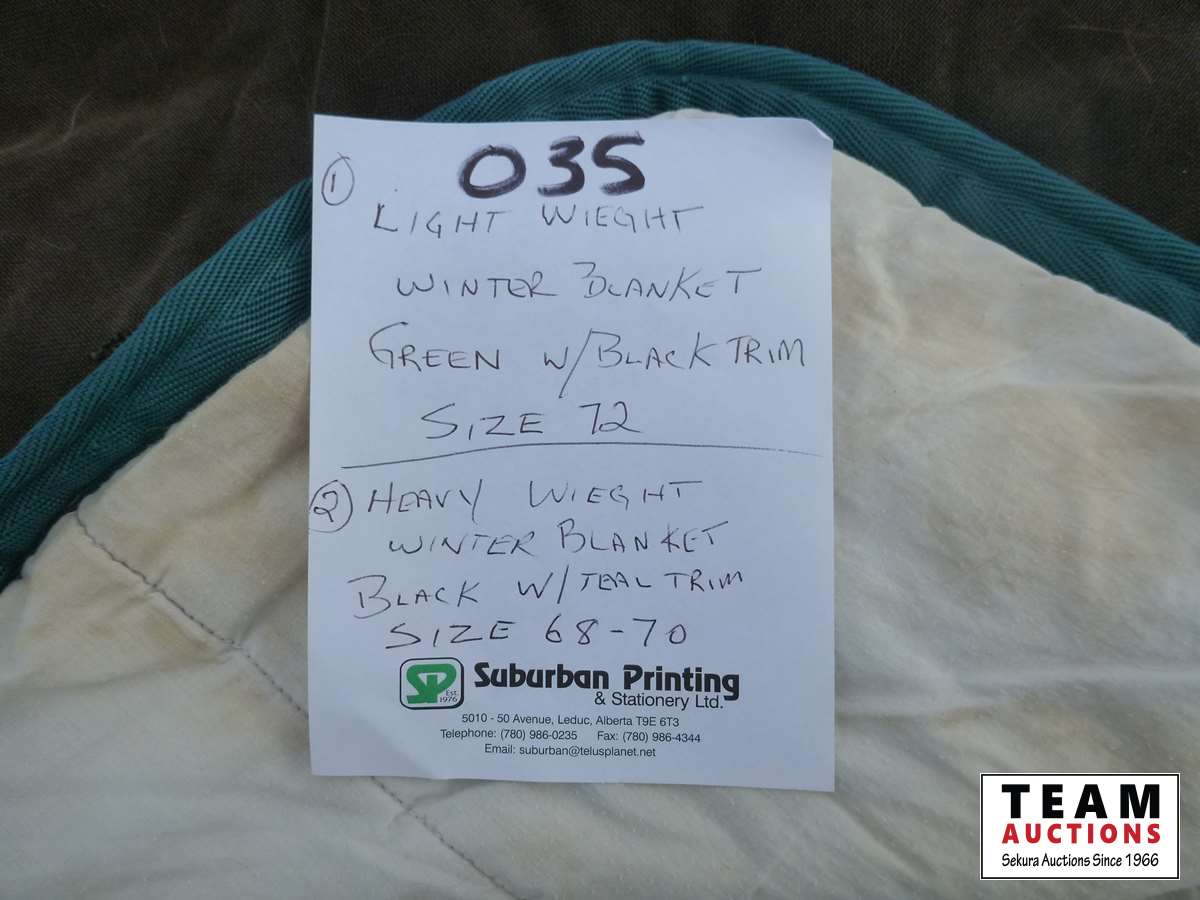 035
① LIGHT WIEGHT
WINTER BLANKET
GREEN W/ BLACK TRIM
SIZE 72
② HEAVY WIEGHT
WINTER BLANKET
BLACK W/ TEAL TRIM
SIZE 68-70
SP Est. 1976
Suburban Printing
& Stationery Ltd.
5010 - 50 Avenue, Leduc, Alberta T9E 6T3
Telephone: (780) 986-0235 Fax: (780) 986-4344
Email: suburban@telusplanet.net
TEAM
AUCTIONS
Sekura Auctions Since 1966